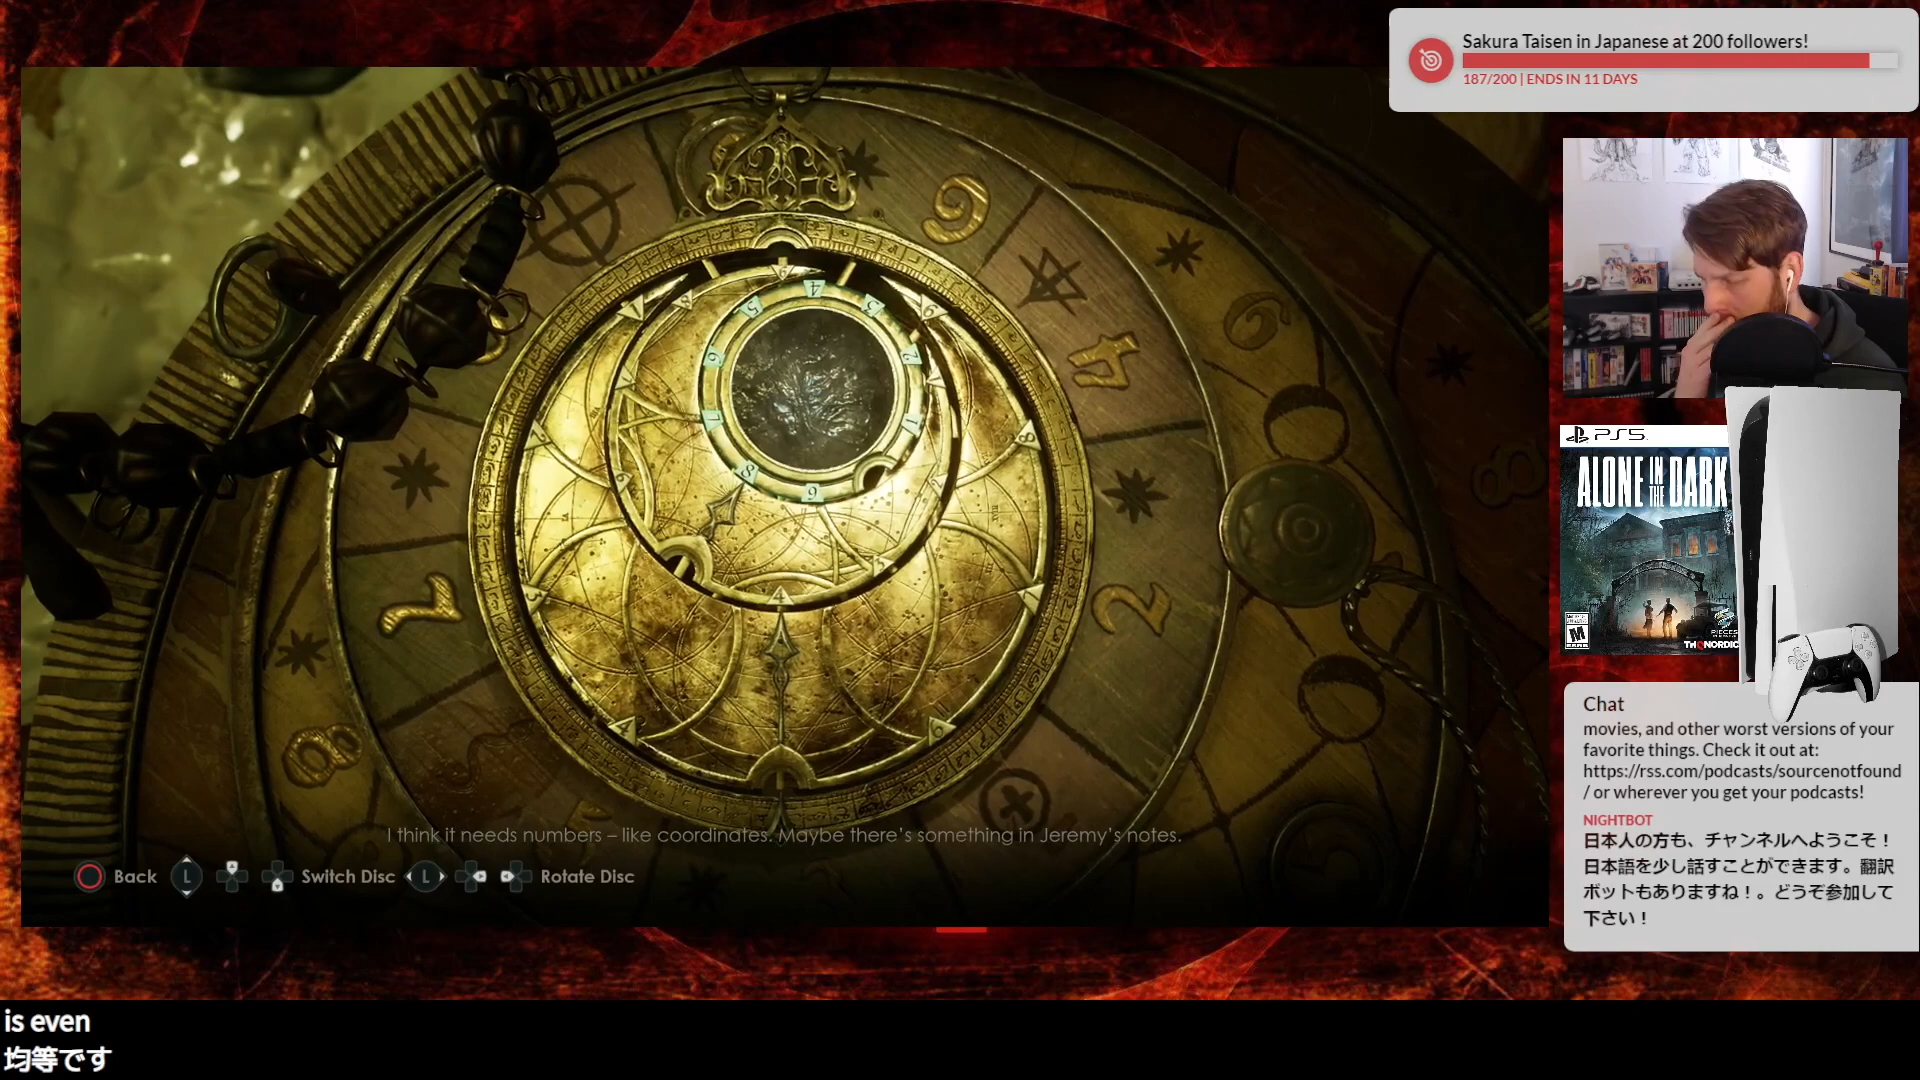 Sakura Taisen in Japanese at 200 followers!
187/200 | ENDS IN 11 DAYS
I think it needs numbers – like coordinates. Maybe there's something in Jeremy's notes.
Back
L
Switch Disc
L
Rotate Disc
PS5
ALONE IN THE DARK
M
PIECES
THQ NORDIC
Chat
movies, and other worst versions of your
favorite things. Check it out at:
https://rss.com/podcasts/sourcenotfound
/ or wherever you get your podcasts!
NIGHTBOT
日本人の方も、チャンネルへようこそ！
日本語を少し話すことができます。翻訳
ボットもありますね！。どうぞ参加して
下さい！
is even
均等です